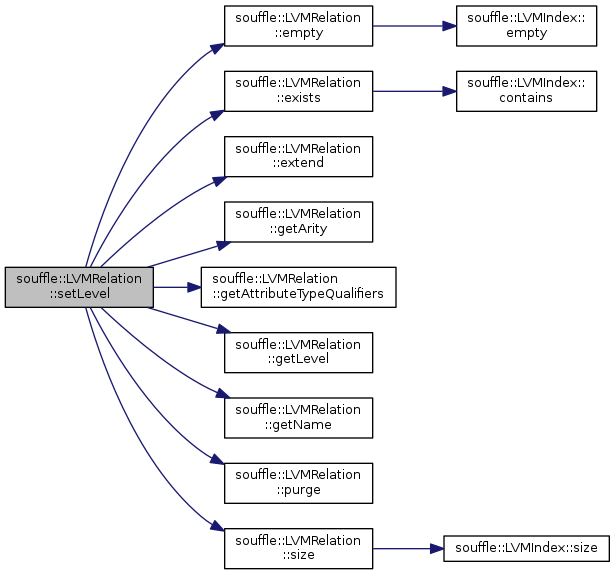 souffle::LVMRelation
::empty
souffle::LVMIndex::
empty
souffle::LVMRelation
::exists
souffle::LVMIndex::
contains
souffle::LVMRelation
::extend
souffle::LVMRelation
::getArity
souffle::LVMRelation
::setLevel
souffle::LVMRelation
::getAttributeTypeQualifiers
souffle::LVMRelation
::getLevel
souffle::LVMRelation
::getName
souffle::LVMRelation
::purge
souffle::LVMRelation
::size
souffle::LVMIndex::size